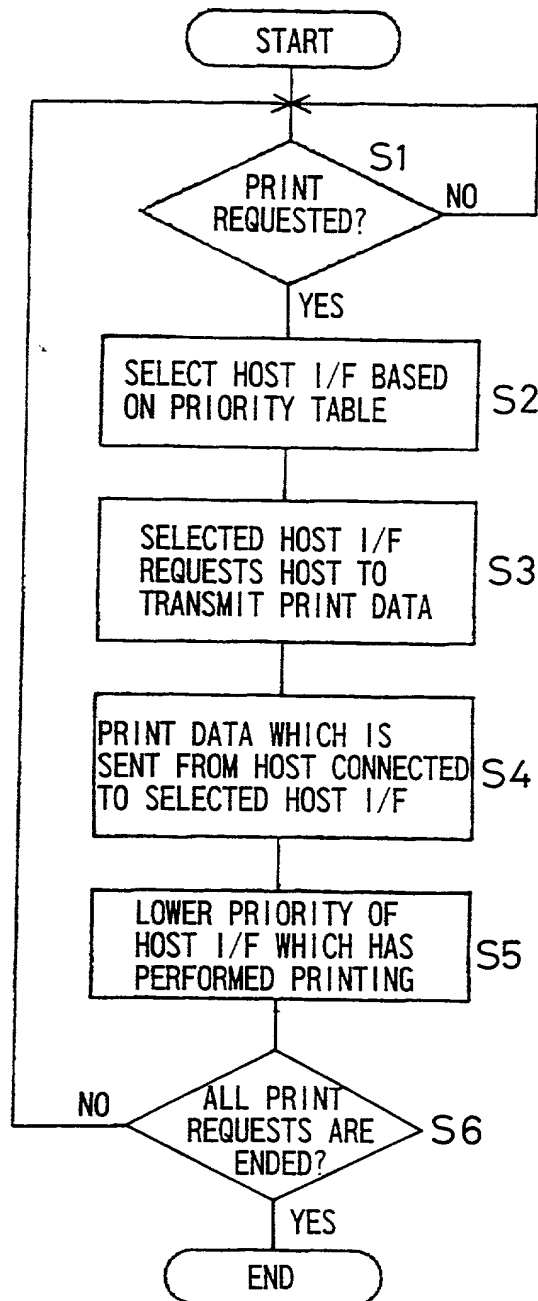 START
S1
PRINT
REQUESTED?
NO
YES
SELECT HOST I/F BASED
ON PRIORITY TABLE
S2
SELECTED HOST I/F
REQUESTS HOST TO
TRANSMIT PRINT DATA
S3
PRINT DATA WHICH IS
SENT FROM HOST CONNECTED
TO SELECTED HOST I/F
S4
LOWER PRIORITY OF
HOST I/F WHICH HAS
PERFORMED PRINTING
S5
NO
ALL PRINT
REQUESTS ARE
ENDED?
S6
YES
END